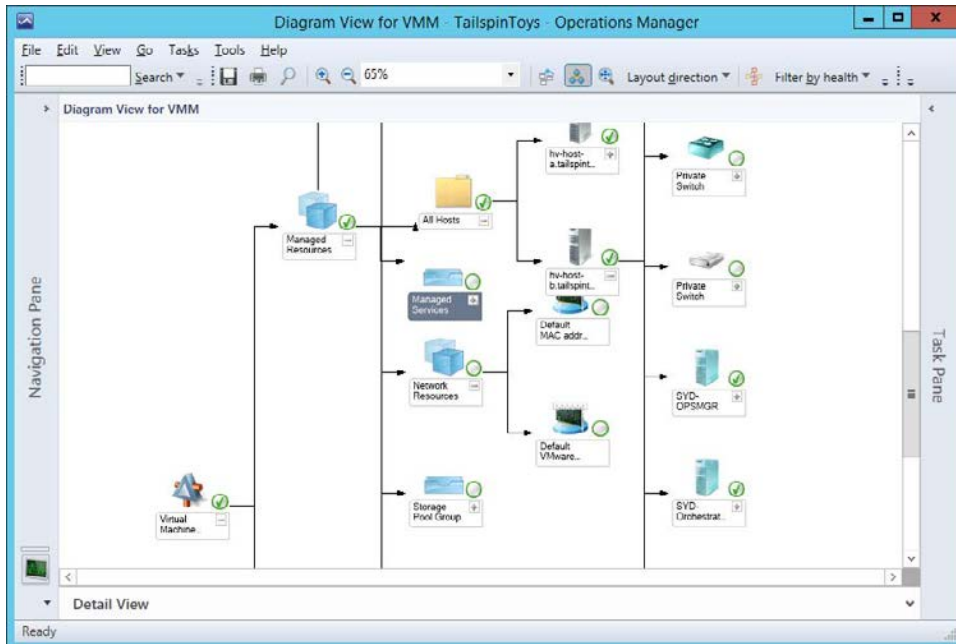 Diagram View for VMM - TailspinToys - Operations Manager
File Edit View Go Tasks Tools Help
Search 65% Layout direction Filter by health
Diagram View for VMM
Navigation Pane
Task Pane
hv-host-
a.tailspint...
Private
Switch
All Hosts
Managed
Resources
hv-host-
b.tailspint...
Private
Switch
Managed
Services
Default
MAC addr...
Network
Resources
SYD-
OPSMGR
Default
VMware...
Storage
Pool Group
SYD-
Orchestrat...
Virtual
Machine...
Detail View
Ready